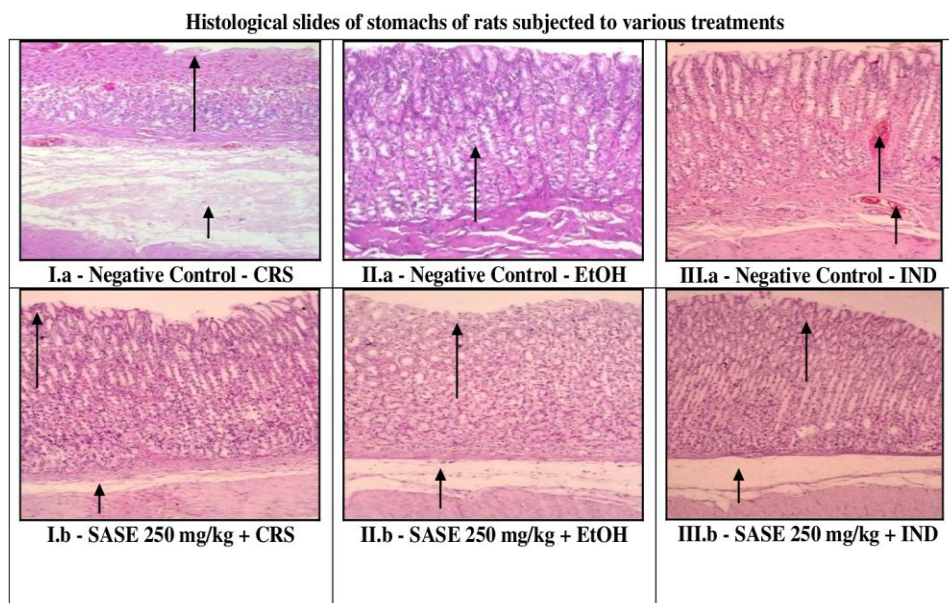 Histological slides of stomachs of rats subjected to various treatments
I.a - Negative Control - CRS
II.a - Negative Control - EtOH
III.a - Negative Control - IND
I.b - SASE 250 mg/kg + CRS
II.b - SASE 250 mg/kg + EtOH
III.b - SASE 250 mg/kg + IND